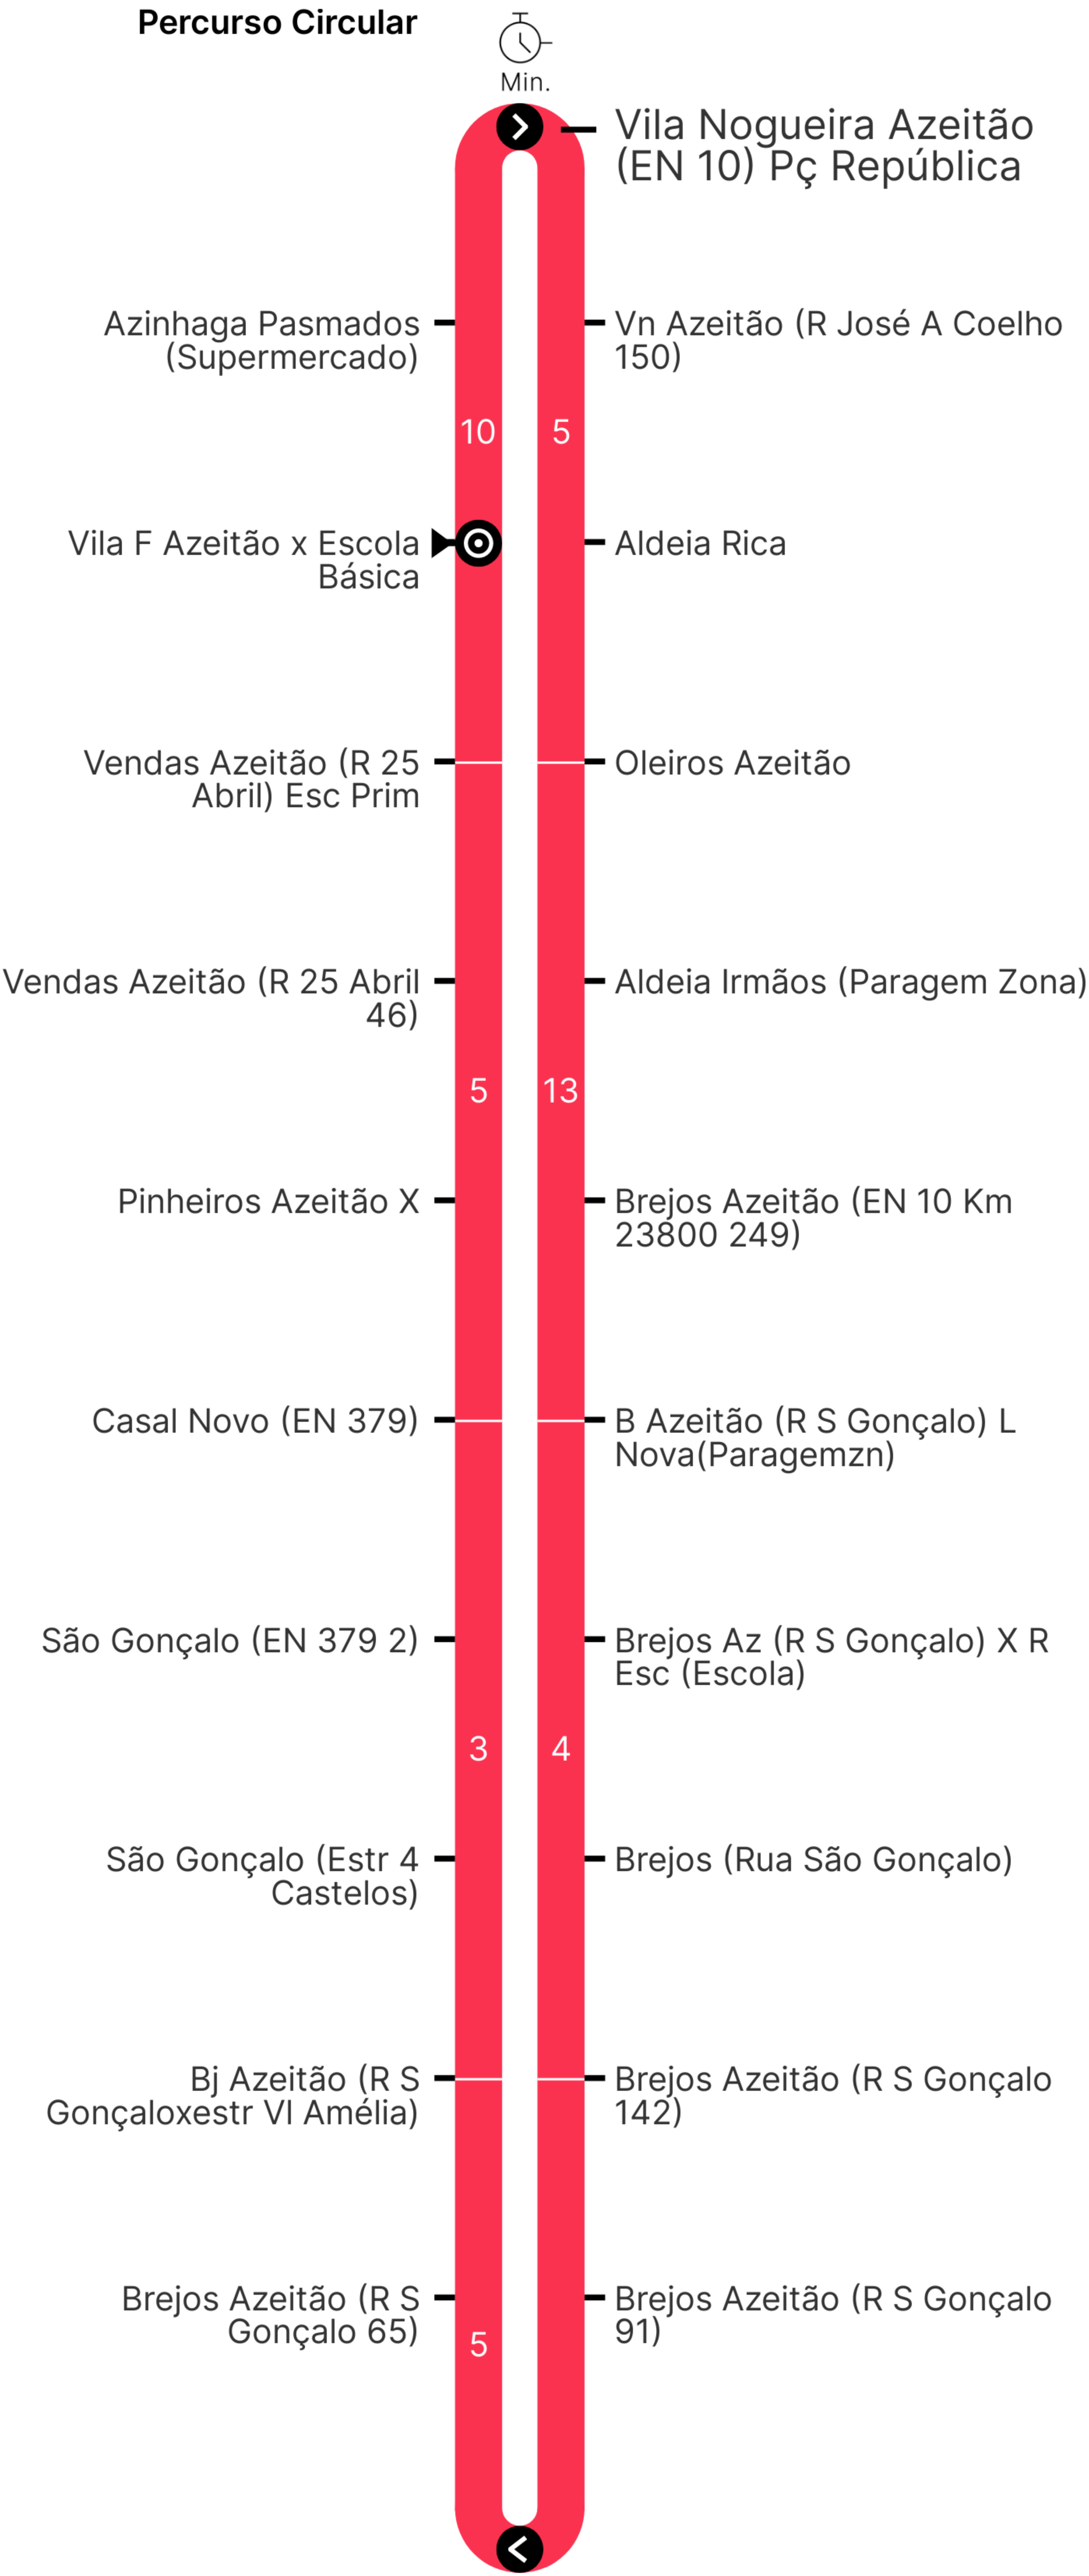 Percurso Circular
Min.
Vila Nogueira Azeitão
(EN 10) Pç República
Azinhaga Pasmados
(Supermercado)
Vn Azeitão (R José A Coelho
150)
10
5
Vila F Azeitão x Escola
Básica
Aldeia Rica
Vendas Azeitão (R 25
Abril) Esc Prim
Oleiros Azeitão
Vendas Azeitão (R 25 Abril
46)
Aldeia Irmãos (Paragem Zona)
5
13
Pinheiros Azeitão X
Brejos Azeitão (EN 10 Km
23800 249)
Casal Novo (EN 379)
B Azeitão (R S Gonçalo) L
Nova(Paragemzn)
São Gonçalo (EN 379 2)
Brejos Az (R S Gonçalo) X R
Esc (Escola)
3
4
São Gonçalo (Estr 4
Castelos)
Brejos (Rua São Gonçalo)
Bj Azeitão (R S
Gonçaloxestr Vl Amélia)
Brejos Azeitão (R S Gonçalo
142)
Brejos Azeitão (R S
Gonçalo 65)
Brejos Azeitão (R S Gonçalo
91)
5